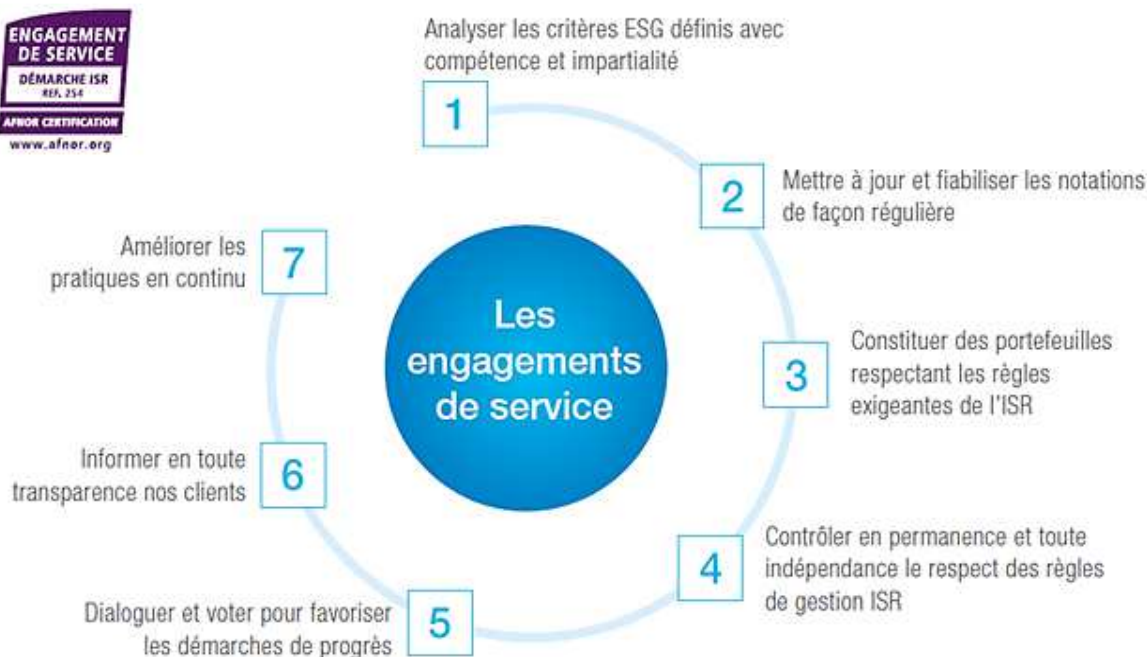 ENGAGEMENT
DE SERVICE
DÉMARCHE ISR
REF. 254
AFNOR CERTIFICATION
www.afnor.org
Analyser les critères ESG définis avec
compétence et impartialité
1
2
Mettre à jour et fiabiliser les notations
de façon régulière
3
Constituer des portefeuilles
respectant les règles
exigeantes de l'ISR
4
Contrôler en permanence et toute
indépendance le respect des règles
de gestion ISR
5
Dialoguer et voter pour favoriser
les démarches de progrès
6
Informer en toute
transparence nos clients
7
Améliorer les
pratiques en continu
Les
engagements
de service